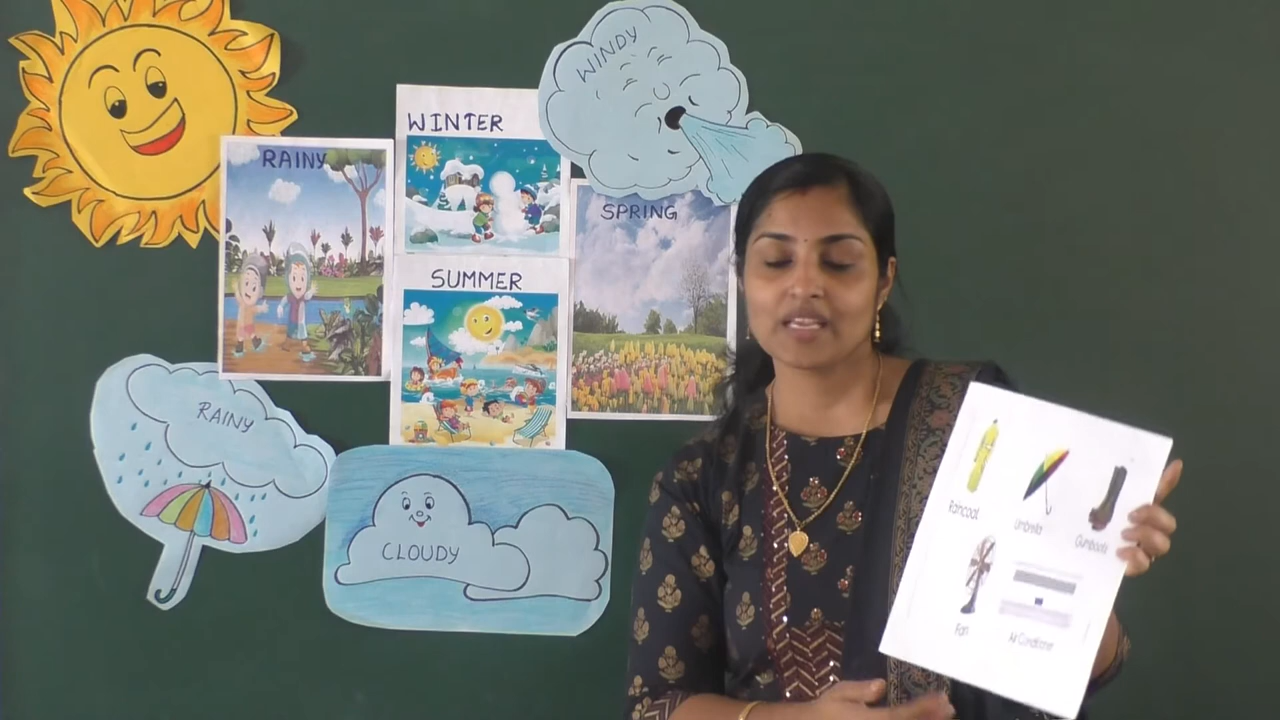 WINDY
WINTER
RAINY
SPRING
SUMMER
RAINY
CLOUDY
Raincoat
Umbrella
Gumboots
Fan
Air Conditioner